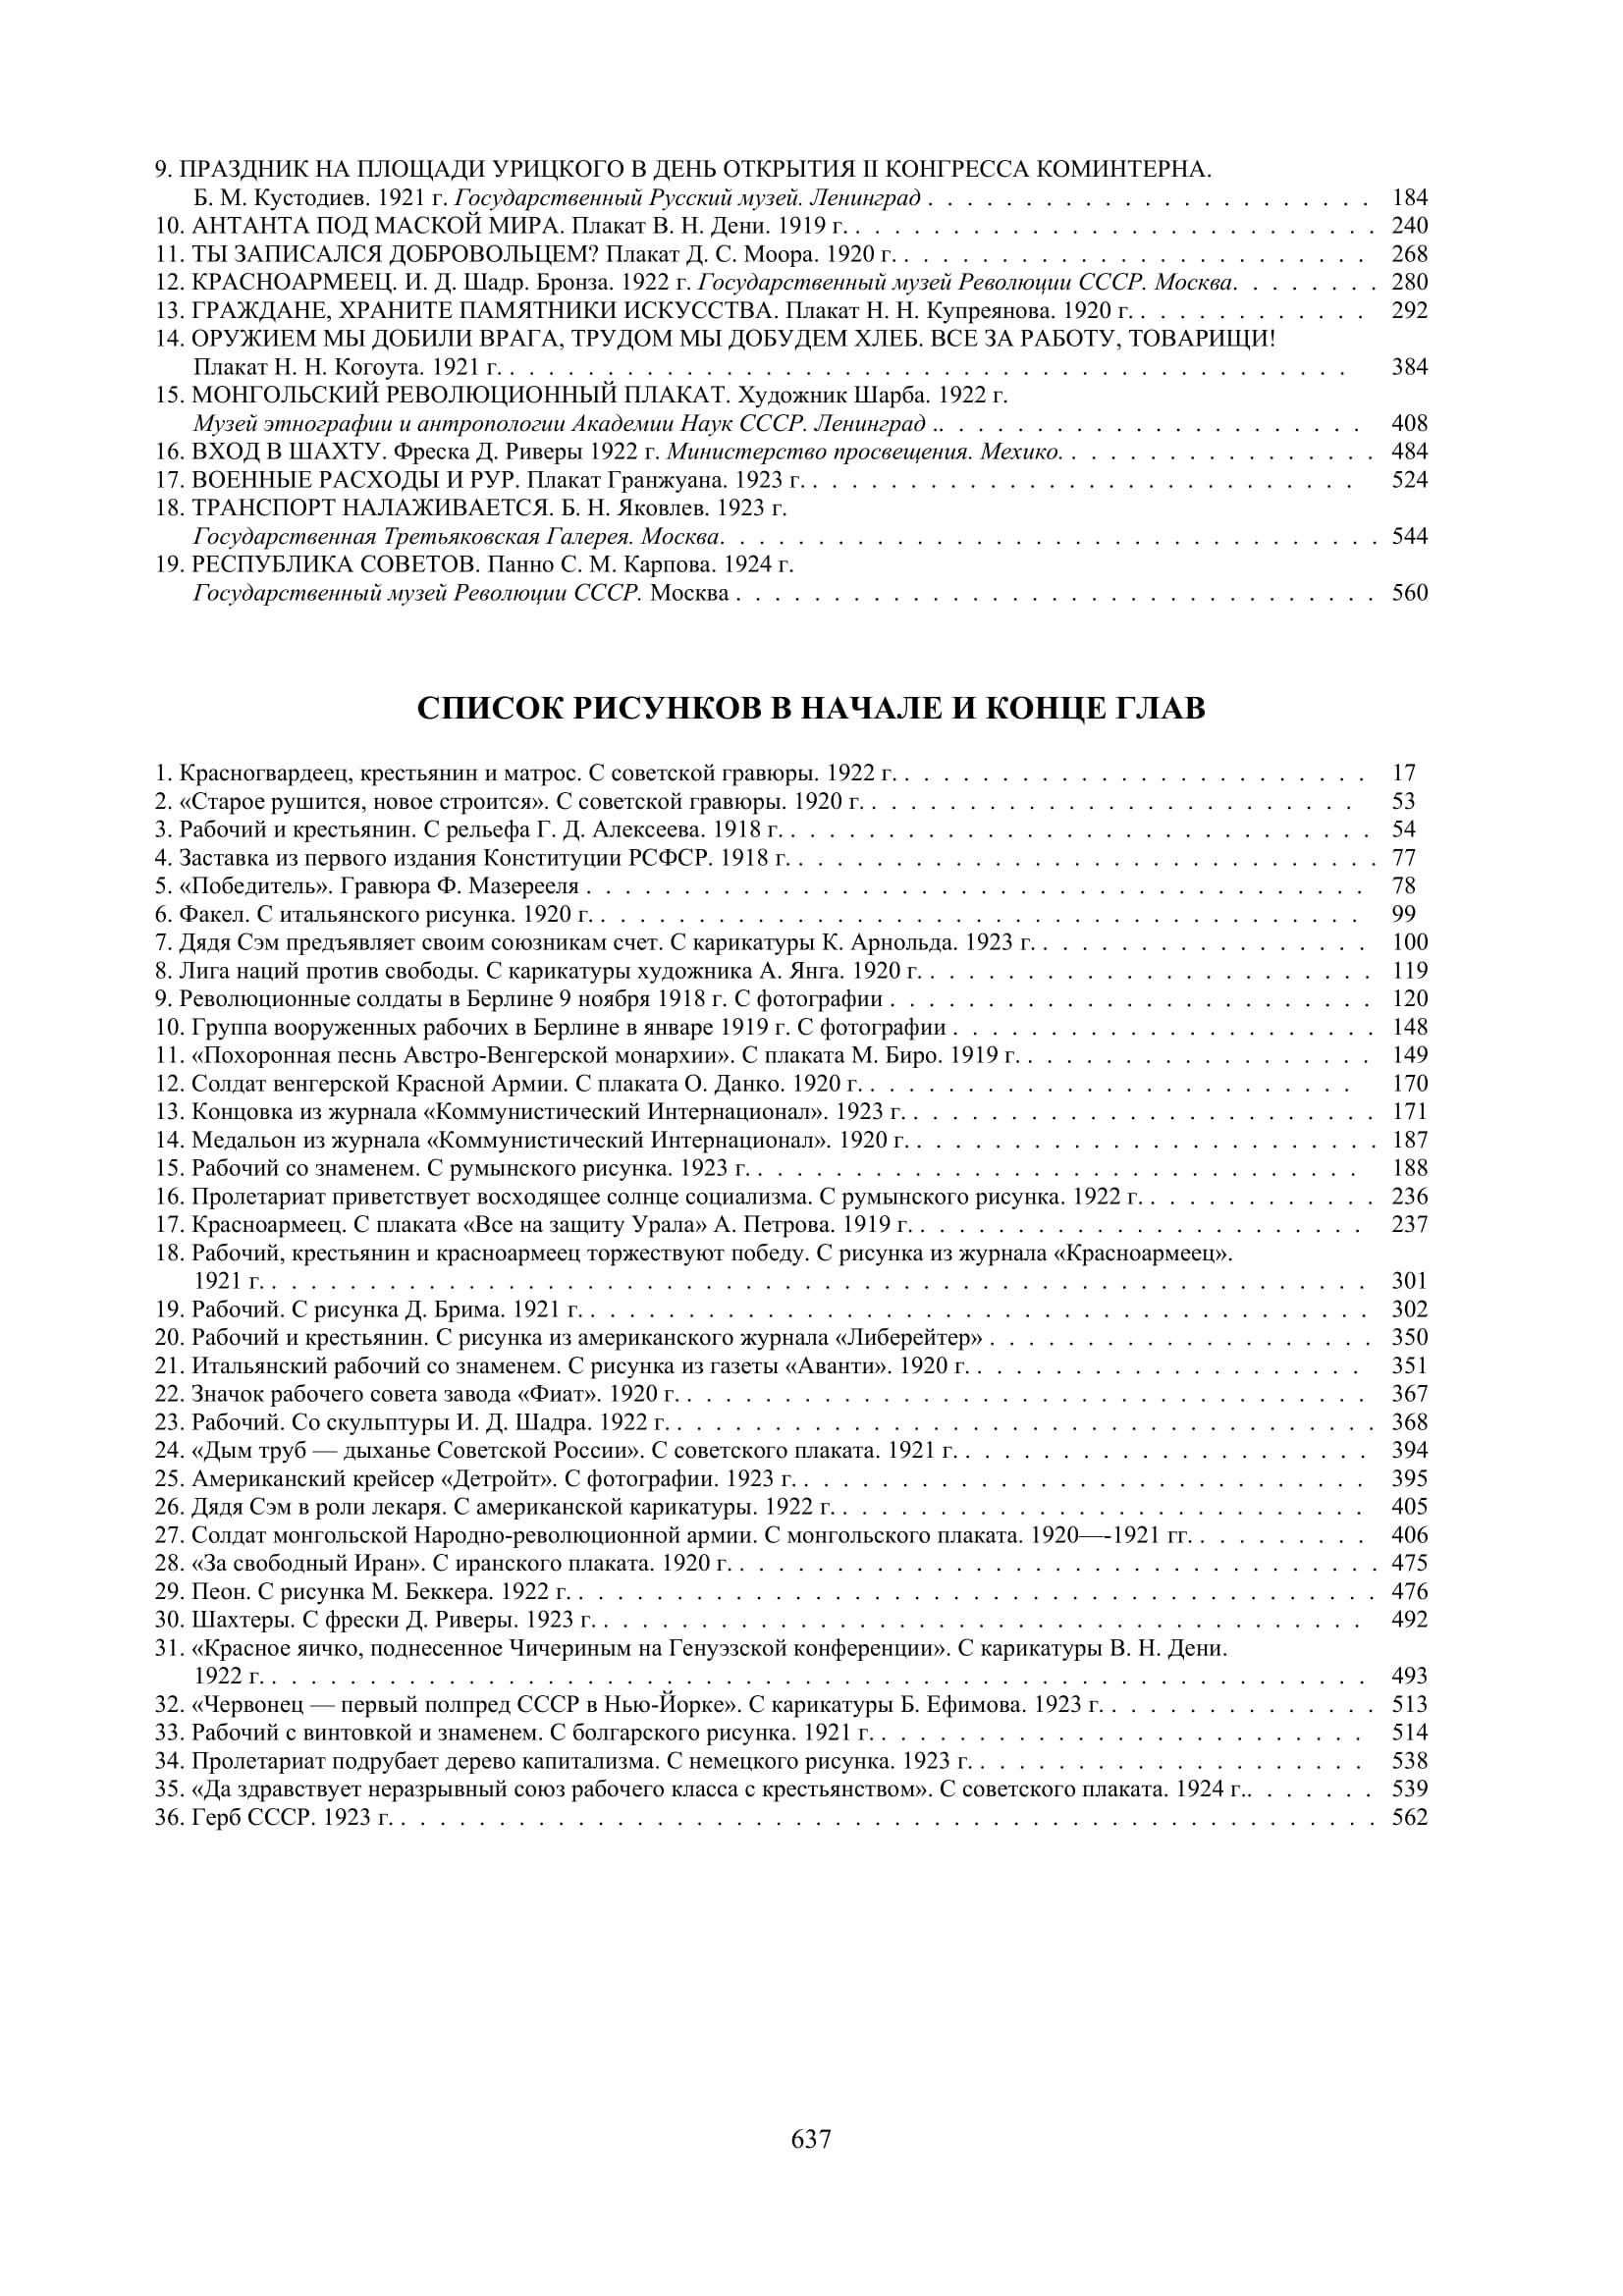 9. ПРАЗДНИК НА ПЛОЩАДИ УРИЦКОГО В ДЕНЬ ОТКРЫТИЯ II КОНГРЕССА КОМИНТЕРНА.
Б. М. Кустодиев. 1921 г. Государственный Русский музей. Ленинград . . . . . . . . . . . . . . . . . . . . . . . 184
10. АНТАНТА ПОД МАСКОЙ МИРА. Плакат В. Н. Дени. 1919 г. . . . . . . . . . . . . . . . . . . . . . . . . . . . 240
11. ТЫ ЗАПИСАЛСЯ ДОБРОВОЛЬЦЕМ? Плакат Д. С. Моора. 1920 г. . . . . . . . . . . . . . . . . . . . . . . . . 268
12. КРАСНОАРМЕЕЦ. И. Д. Шадр. Бронза. 1922 г. Государственный музей Революции СССР. Москва. . . . . . . . 280
13. ГРАЖДАНЕ, ХРАНИТЕ ПАМЯТНИКИ ИСКУССТВА. Плакат Н. Н. Купреянова. 1920 г. . . . . . . . . . . . . 292
14. ОРУЖИЕМ МЫ ДОБИЛИ ВРАГА, ТРУДОМ МЫ ДОБУДЕМ ХЛЕБ. ВСЕ ЗА РАБОТУ, ТОВАРИЩИ!
Плакат Н. Н. Когоута. 1921 г. . . . . . . . . . . . . . . . . . . . . . . . . . . . . . . . . . . . . . . . . . . 384
15. МОНГОЛЬСКИЙ РЕВОЛЮЦИОННЫЙ ПЛАКАТ. Художник Шарба. 1922 г.
Музей этнографии и антропологии Академии Наук СССР. Ленинград .. . . . . . . . . . . . . . . . . . . . . . 408
16. ВХОД В ШАХТУ. Фреска Д. Риверы 1922 г. Министерство просвещения. Мехико. . . . . . . . . . . . . . . . . 484
17. ВОЕННЫЕ РАСХОДЫ И РУР. Плакат Гранжуана. 1923 г. . . . . . . . . . . . . . . . . . . . . . . . . . . . . 524
18. ТРАНСПОРТ НАЛАЖИВАЕТСЯ. Б. Н. Яковлев. 1923 г.
Государственная Третьяковская Галерея. Москва. . . . . . . . . . . . . . . . . . . . . . . . . . . . . . . . . . 544
19. РЕСПУБЛИКА СОВЕТОВ. Панно С. М. Карпова. 1924 г.
Государственный музей Революции СССР. Москва . . . . . . . . . . . . . . . . . . . . . . . . . . . . . . . . . 560
СПИСОК РИСУНКОВ В НАЧАЛЕ И КОНЦЕ ГЛАВ
1. Красногвардеец, крестьянин и матрос. С советской гравюры. 1922 г. . . . . . . . . . . . . . . . . . . . . . . . . 17
2. «Старое рушится, новое строится». С советской гравюры. 1920 г. . . . . . . . . . . . . . . . . . . . . . . . . . 53
3. Рабочий и крестьянин. С рельефа Г. Д. Алексеева. 1918 г. . . . . . . . . . . . . . . . . . . . . . . . . . . . . . . 54
4. Заставка из первого издания Конституции РСФСР. 1918 г. . . . . . . . . . . . . . . . . . . . . . . . . . . . . . . 77
5. «Победитель». Гравюра Ф. Мазерееля . . . . . . . . . . . . . . . . . . . . . . . . . . . . . . . . . . . . . . . . 78
6. Факел. С итальянского рисунка. 1920 г. . . . . . . . . . . . . . . . . . . . . . . . . . . . . . . . . . . . . . . . 99
7. Дядя Сэм предъявляет своим союзникам счет. С карикатуры К. Арнольда. 1923 г. . . . . . . . . . . . . . . . . . 100
8. Лига наций против свободы. С карикатуры художника А. Янга. 1920 г. . . . . . . . . . . . . . . . . . . . . . . . 119
9. Революционные солдаты в Берлине 9 ноября 1918 г. С фотографии . . . . . . . . . . . . . . . . . . . . . . . . . 120
10. Группа вооруженных рабочих в Берлине в январе 1919 г. С фотографии . . . . . . . . . . . . . . . . . . . . . . 148
11. «Похоронная песнь Австро-Венгерской монархии». С плаката М. Биро. 1919 г. . . . . . . . . . . . . . . . . . . 149
12. Солдат венгерской Красной Армии. С плаката О. Данко. 1920 г. . . . . . . . . . . . . . . . . . . . . . . . . . 170
13. Концовка из журнала «Коммунистический Интернационал». 1923 г. . . . . . . . . . . . . . . . . . . . . . . . . 171
14. Медальон из журнала «Коммунистический Интернационал». 1920 г. . . . . . . . . . . . . . . . . . . . . . . . . 187
15. Рабочий со знаменем. С румынского рисунка. 1923 г. . . . . . . . . . . . . . . . . . . . . . . . . . . . . . . . 188
16. Пролетариат приветствует восходящее солнце социализма. С румынского рисунка. 1922 г. . . . . . . . . . . . . 236
17. Красноармеец. С плаката «Все на защиту Урала» А. Петрова. 1919 г. . . . . . . . . . . . . . . . . . . . . . . . 237
18. Рабочий, крестьянин и красноармеец торжествуют победу. С рисунка из журнала «Красноармеец».
1921 г. . . . . . . . . . . . . . . . . . . . . . . . . . . . . . . . . . . . . . . . . . . . . . . . . . . . . . . . . 301
19. Рабочий. С рисунка Д. Брима. 1921 г. . . . . . . . . . . . . . . . . . . . . . . . . . . . . . . . . . . . . . . . . 302
20. Рабочий и крестьянин. С рисунка из американского журнала «Либерейтер» . . . . . . . . . . . . . . . . . . . . 350
21. Итальянский рабочий со знаменем. С рисунка из газеты «Аванти». 1920 г. . . . . . . . . . . . . . . . . . . . . 351
22. Значок рабочего совета завода «Фиат». 1920 г. . . . . . . . . . . . . . . . . . . . . . . . . . . . . . . . . . . . 367
23. Рабочий. Со скульптуры И. Д. Шадра. 1922 г. . . . . . . . . . . . . . . . . . . . . . . . . . . . . . . . . . . . . 368
24. «Дым труб — дыханье Советской России». С советского плаката. 1921 г. . . . . . . . . . . . . . . . . . . . . . 394
25. Американский крейсер «Детройт». С фотографии. 1923 г. . . . . . . . . . . . . . . . . . . . . . . . . . . . . . 395
26. Дядя Сэм в роли лекаря. С американской карикатуры. 1922 г. . . . . . . . . . . . . . . . . . . . . . . . . . . . 405
27. Солдат монгольской Народно-революционной армии. С монгольского плаката. 1920—-1921 гг. . . . . . . . . . 406
28. «За свободный Иран». С иранского плаката. 1920 г. . . . . . . . . . . . . . . . . . . . . . . . . . . . . . . . . . 475
29. Пеон. С рисунка М. Беккера. 1922 г. . . . . . . . . . . . . . . . . . . . . . . . . . . . . . . . . . . . . . . . . . 476
30. Шахтеры. С фрески Д. Риверы. 1923 г. . . . . . . . . . . . . . . . . . . . . . . . . . . . . . . . . . . . . . . . 492
31. «Красное яичко, поднесенное Чичериным на Генуэзской конференции». С карикатуры В. Н. Дени.
1922 г. . . . . . . . . . . . . . . . . . . . . . . . . . . . . . . . . . . . . . . . . . . . . . . . . . . . . . . . . 493
32. «Червонец — первый полпред СССР в Нью-Йорке». С карикатуры Б. Ефимова. 1923 г. . . . . . . . . . . . . . . 513
33. Рабочий с винтовкой и знаменем. С болгарского рисунка. 1921 г. . . . . . . . . . . . . . . . . . . . . . . . . . 514
34. Пролетариат подрубает дерево капитализма. С немецкого рисунка. 1923 г. . . . . . . . . . . . . . . . . . . . . 538
35. «Да здравствует неразрывный союз рабочего класса с крестьянством». С советского плаката. 1924 г.. . . . . . . 539
36. Герб СССР. 1923 г. . . . . . . . . . . . . . . . . . . . . . . . . . . . . . . . . . . . . . . . . . . . . . . . . . . 562
637